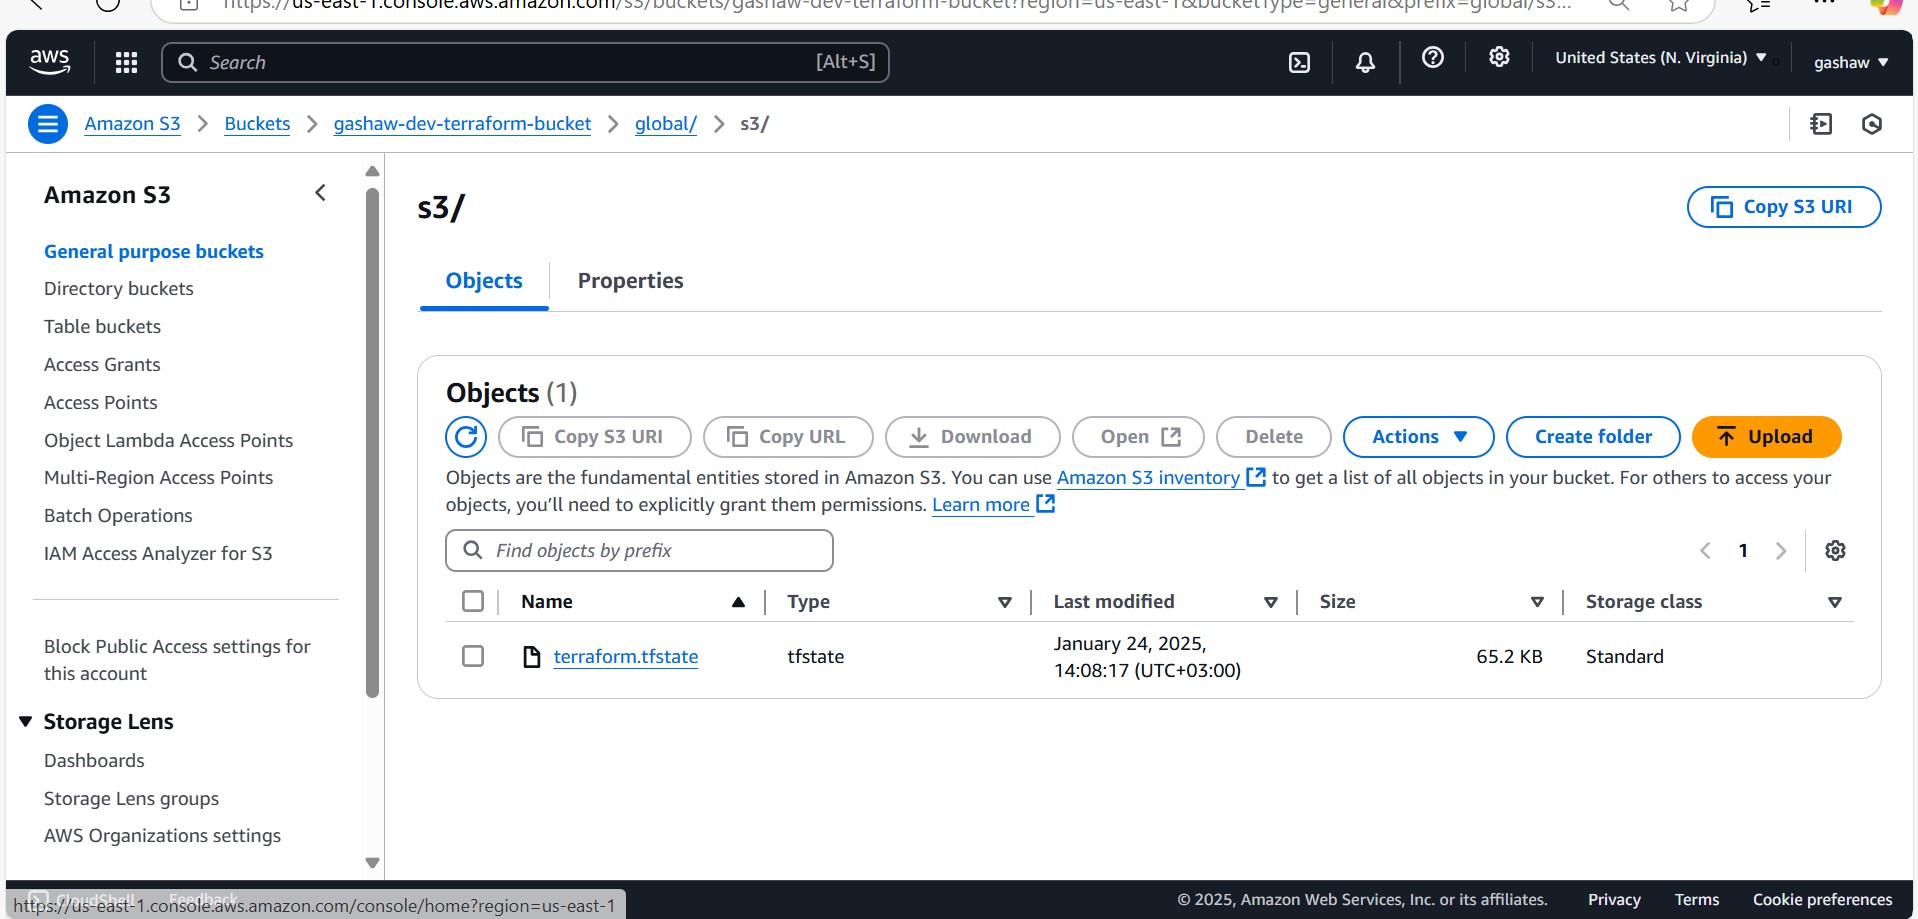 https://us-east-1.console.aws.amazon.com/s3/buckets/gashaw-dev-terraform-bucket?region=us-east-1&bucketType=general&prefix=global/s3...
aws
Search
[Alt+S]
United States (N. Virginia)
gashaw
Amazon S3
Buckets
gashaw-dev-terraform-bucket
global/
s3/
Amazon S3
General purpose buckets
Directory buckets
Table buckets
Access Grants
Access Points
Object Lambda Access Points
Multi-Region Access Points
Batch Operations
IAM Access Analyzer for S3
Block Public Access settings for
this account
Storage Lens
Dashboards
Storage Lens groups
AWS Organizations settings
s3/
Copy S3 URI
Objects
Properties
Objects (1)
Copy S3 URI
Copy URL
Download
Open
Delete
Actions
Create folder
Upload
Objects are the fundamental entities stored in Amazon S3. You can use Amazon S3 inventory to get a list of all objects in your bucket. For others to access your
objects, you'll need to explicitly grant them permissions. Learn more
Find objects by prefix
1
Name
Type
Last modified
Size
Storage class
terraform.tfstate
tfstate
January 24, 2025,
14:08:17 (UTC+03:00)
65.2 KB
Standard
CloudShell
Feedback
https://us-east-1.console.aws.amazon.com/console/home?region=us-east-1
© 2025, Amazon Web Services, Inc. or its affiliates.
Privacy
Terms
Cookie preferences